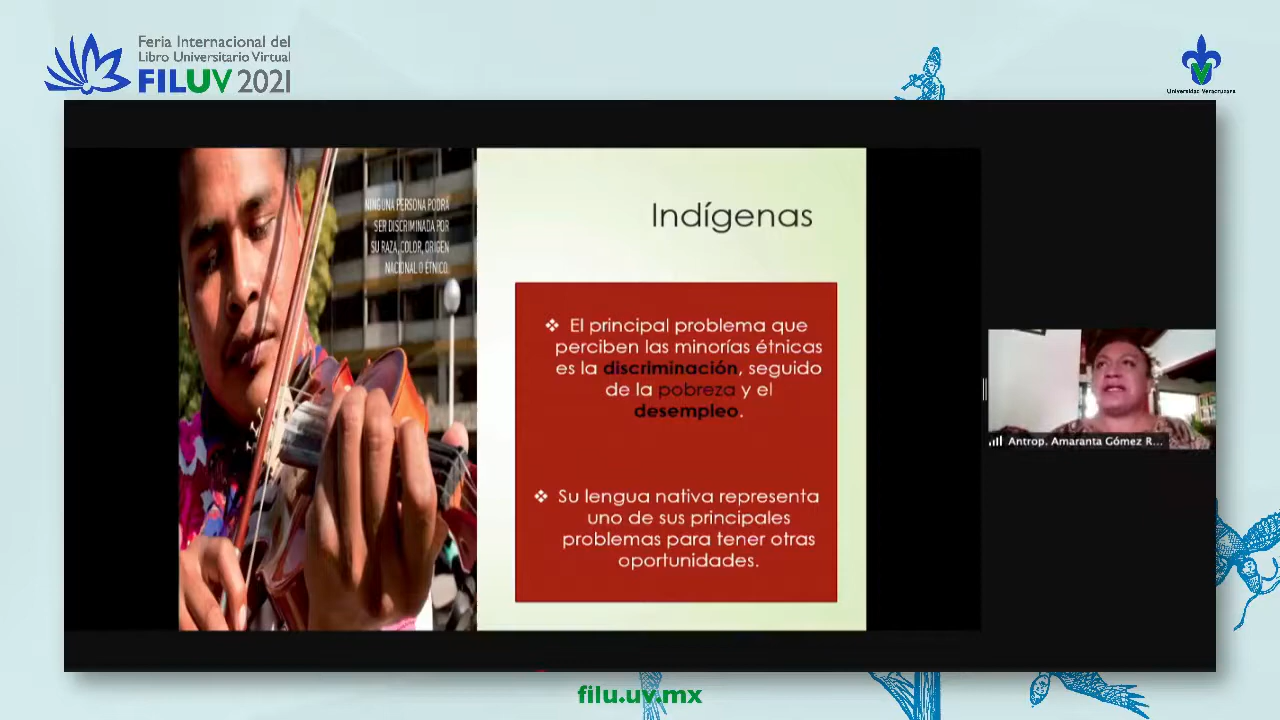 Feria Internacional del
Libro Universitario Virtual
FILUV 2021
Universidad Veracruzana
NINGUNA PERSONA PODRÁ
SER DISCRIMINADA POR
SU RAZA, COLOR, ORIGEN
NACIONAL O ÉTNICO.
Indígenas
❖ El principal problema que
perciben las minorías étnicas
es la discriminación, seguido
de la pobreza y el
desempleo.
❖ Su lengua nativa representa
uno de sus principales
problemas para tener otras
oportunidades.
Antrop. Amaranta Gómez R...
filu.uv.mx